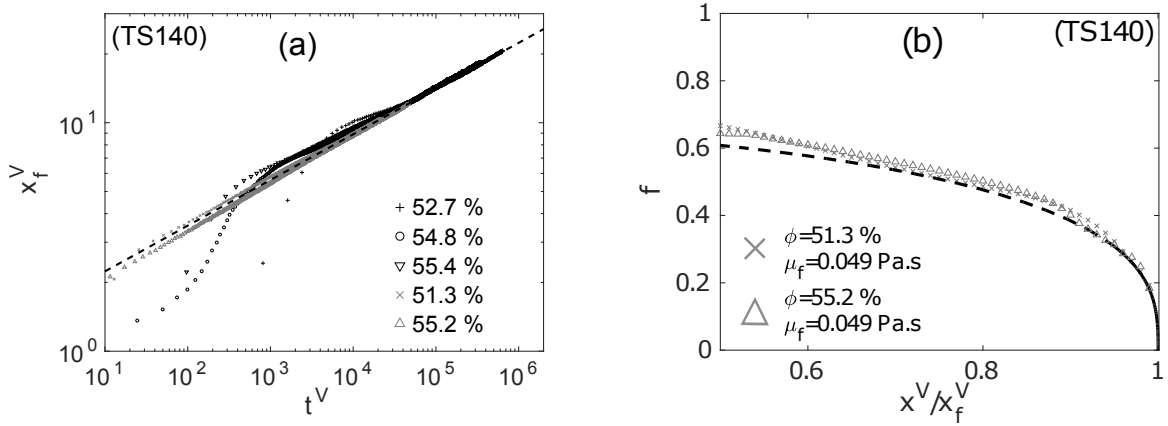 (TS140)
(a)
x_f^V
10^1
10^0
10^1
10^2
10^3
10^4
10^5
10^6
t^V
+ 52.7 %
○ 54.8 %
▽ 55.4 %
× 51.3 %
△ 55.2 %
(b)
(TS140)
f
1
0.8
0.6
0.4
0.2
0
0.6
0.8
1
x^V/x_f^V
ϕ=51.3 %
μ_f=0.049 Pa.s
ϕ=55.2 %
μ_f=0.049 Pa.s